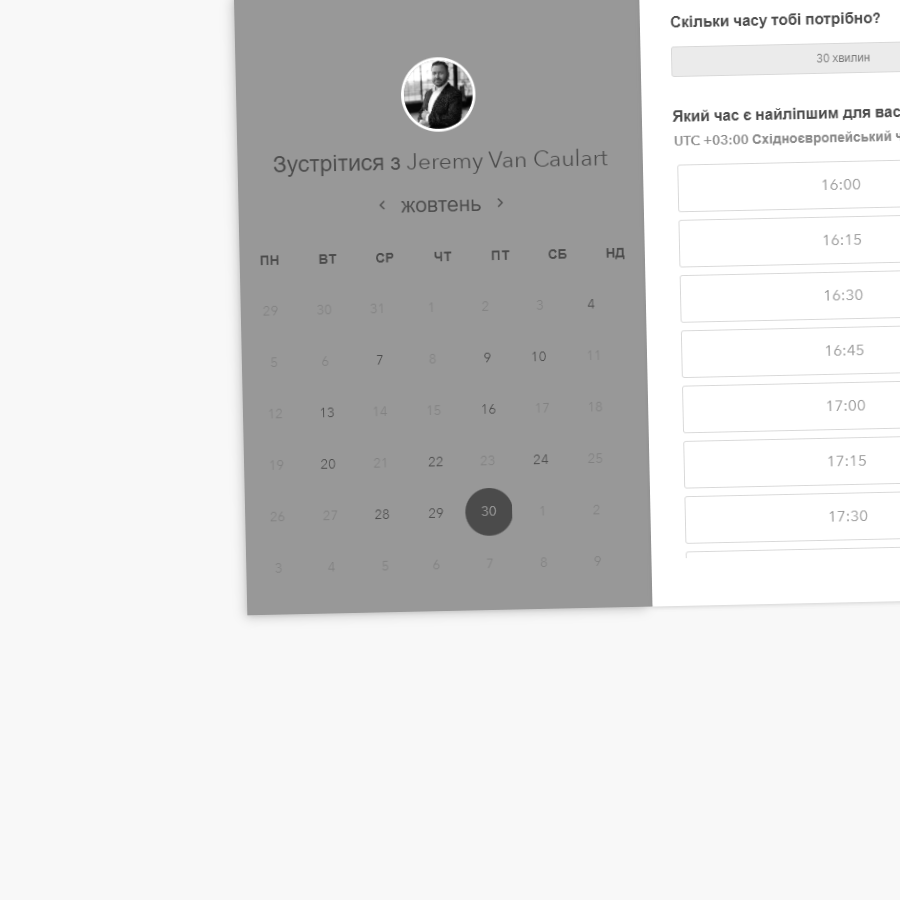 Зустрітися з Jeremy Van Caulart
жовтень
ПН ВТ СР ЧТ ПТ СБ НД
29 30 31 1 2 3 4
5 6 7 8 9 10 11
12 13 14 15 16 17 18
19 20 21 22 23 24 25
26 27 28 29 30 1 2
3 4 5 6 7 8 9
Скільки часу тобі потрібно?
30 хвилин
Який час є найліпшим для вас
UTC +03:00 Східноєвропейський
16:00
16:15
16:30
16:45
17:00
17:15
17:30